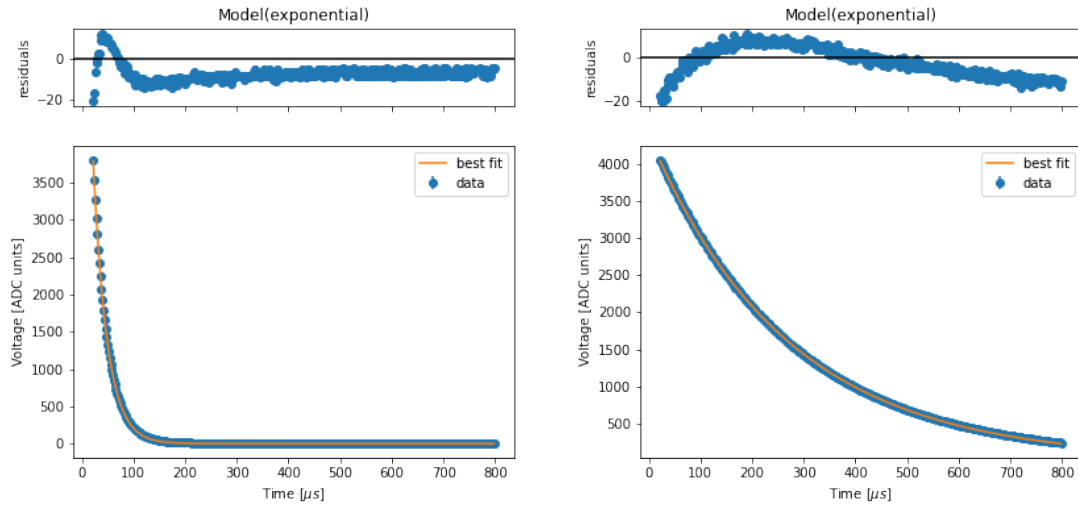 Model(exponential)
residuals
0
−20
Voltage [ADC units]
3500
3000
2500
2000
1500
1000
500
0
best fit
data
0 100 200 300 400 500 600 700 800
Time [μs]
Model(exponential)
residuals
0
−20
Voltage [ADC units]
4000
3500
3000
2500
2000
1500
1000
500
best fit
data
0 100 200 300 400 500 600 700 800
Time [μs]